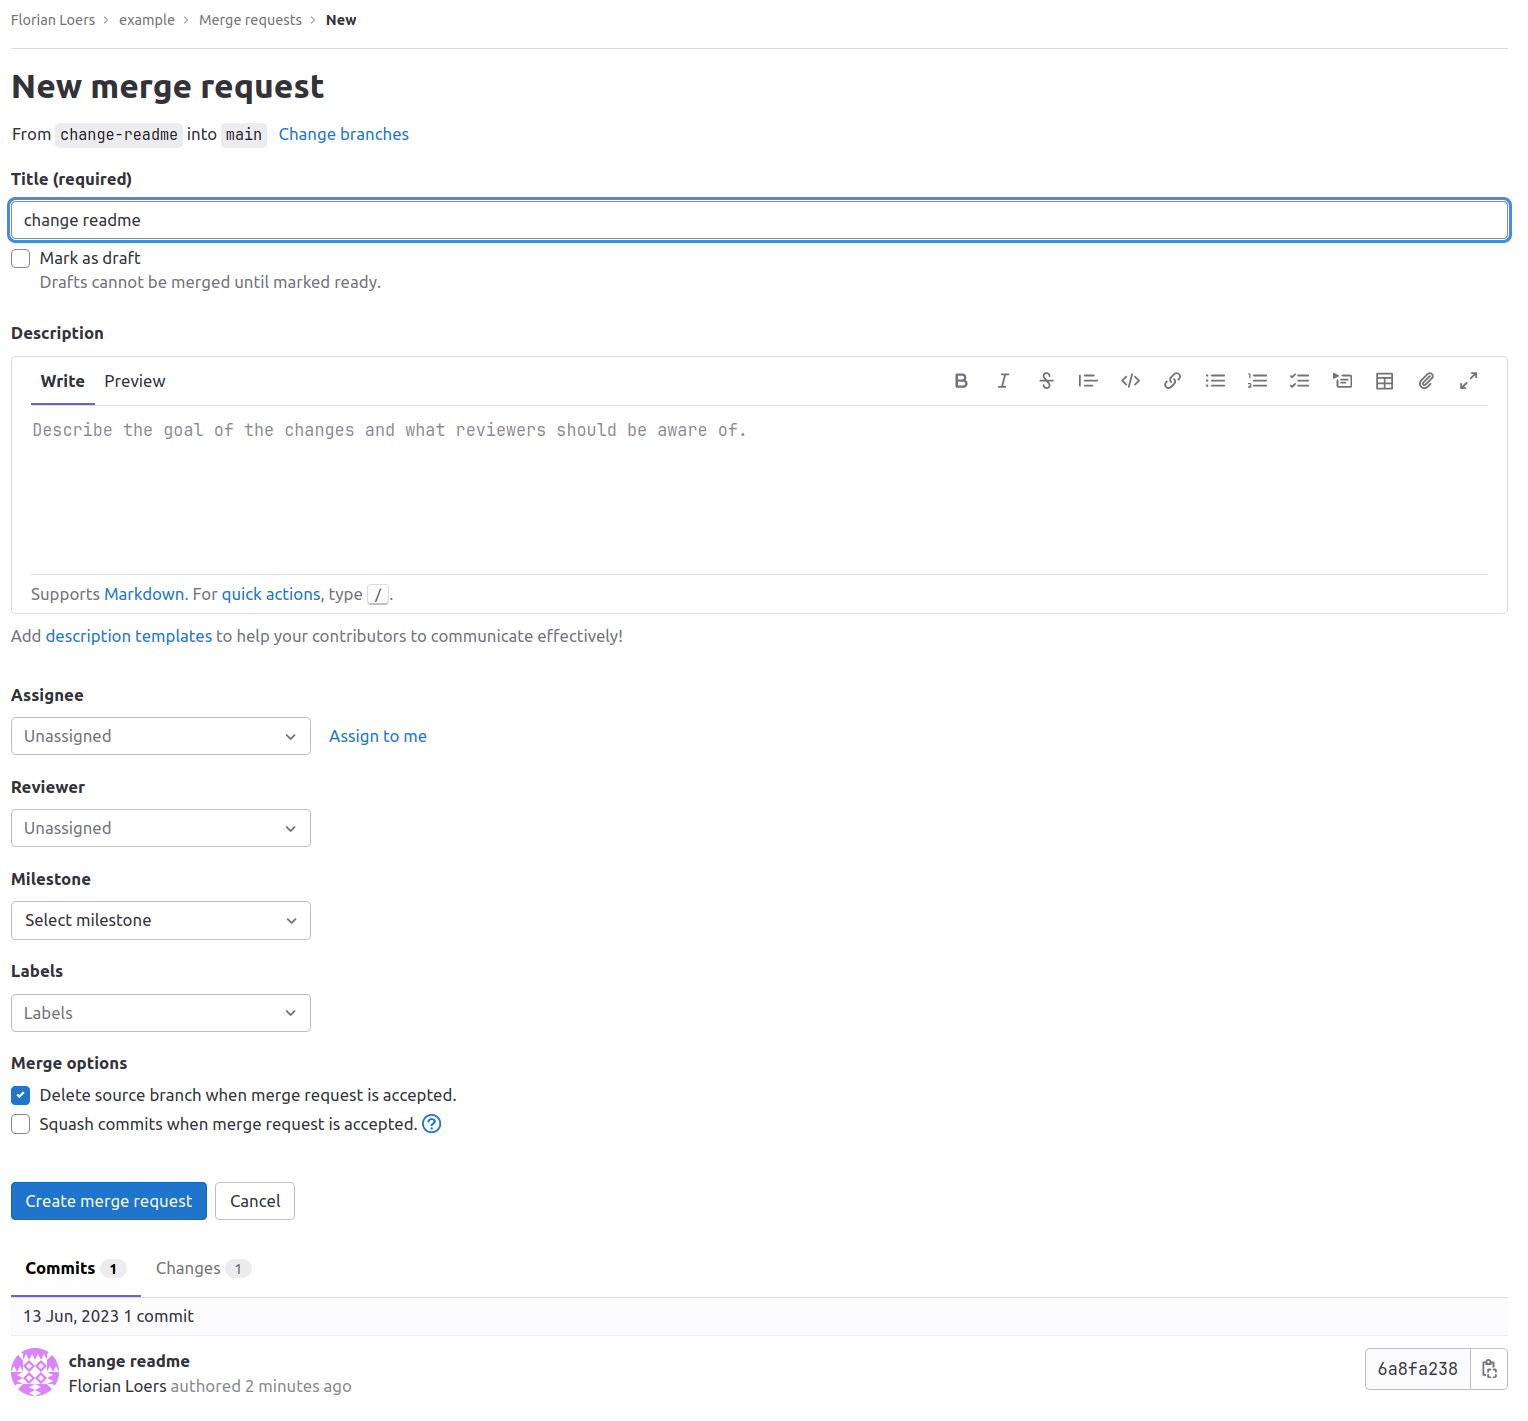 Florian Loers > example > Merge requests > New
New merge request
From change-readme into main Change branches
Title (required)
change readme
Mark as draft
Drafts cannot be merged until marked ready.
Description
Write Preview
Describe the goal of the changes and what reviewers should be aware of.
Supports Markdown. For quick actions, type /.
Add description templates to help your contributors to communicate effectively!
Assignee
Unassigned Assign to me
Reviewer
Unassigned
Milestone
Select milestone
Labels
Labels
Merge options
Delete source branch when merge request is accepted.
Squash commits when merge request is accepted.
Create merge request Cancel
Commits 1 Changes 1
13 Jun, 2023 1 commit
change readme
6a8fa238
Florian Loers authored 2 minutes ago